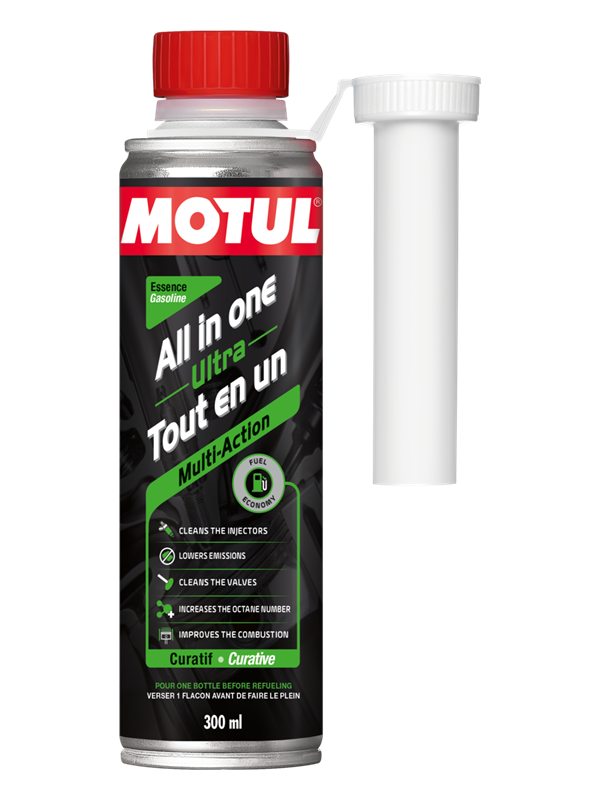 MOTUL®
Essence
Gasoline
All in one
Ultra
Tout en un
Multi-Action
FUEL
ECONOMY
CLEANS THE INJECTORS
LOWERS EMISSIONS
CLEANS THE VALVES
INCREASES THE OCTANE NUMBER
IMPROVES THE COMBUSTION
Curatif • Curative
POUR ONE BOTTLE BEFORE REFUELING
VERSER 1 FLACON AVANT DE FAIRE LE PLEIN
300 ml